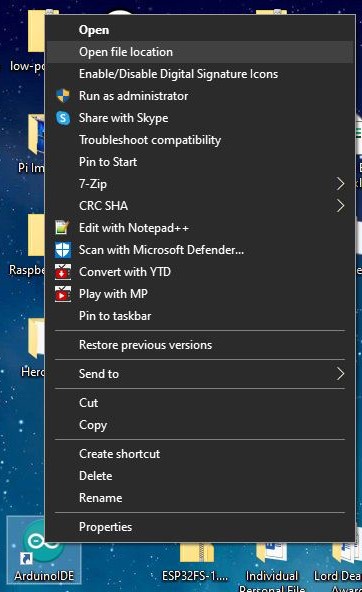 Open
low-po
Open file location
Enable/Disable Digital Signature Icons
Run as administrator
Share with Skype
Troubleshoot compatibility
Pi Im
Pin to Start
7-Zip
CRC SHA
Edit with Notepad++
Scan with Microsoft Defender...
Raspbe
Convert with YTD
Play with MP
Pin to taskbar
Restore previous versions
Hero
Send to
Cut
Copy
Create shortcut
Delete
Rename
Properties
ArduinoIDE
ESP32FS-1....
Individual
Personal File
Lord Dea
Award